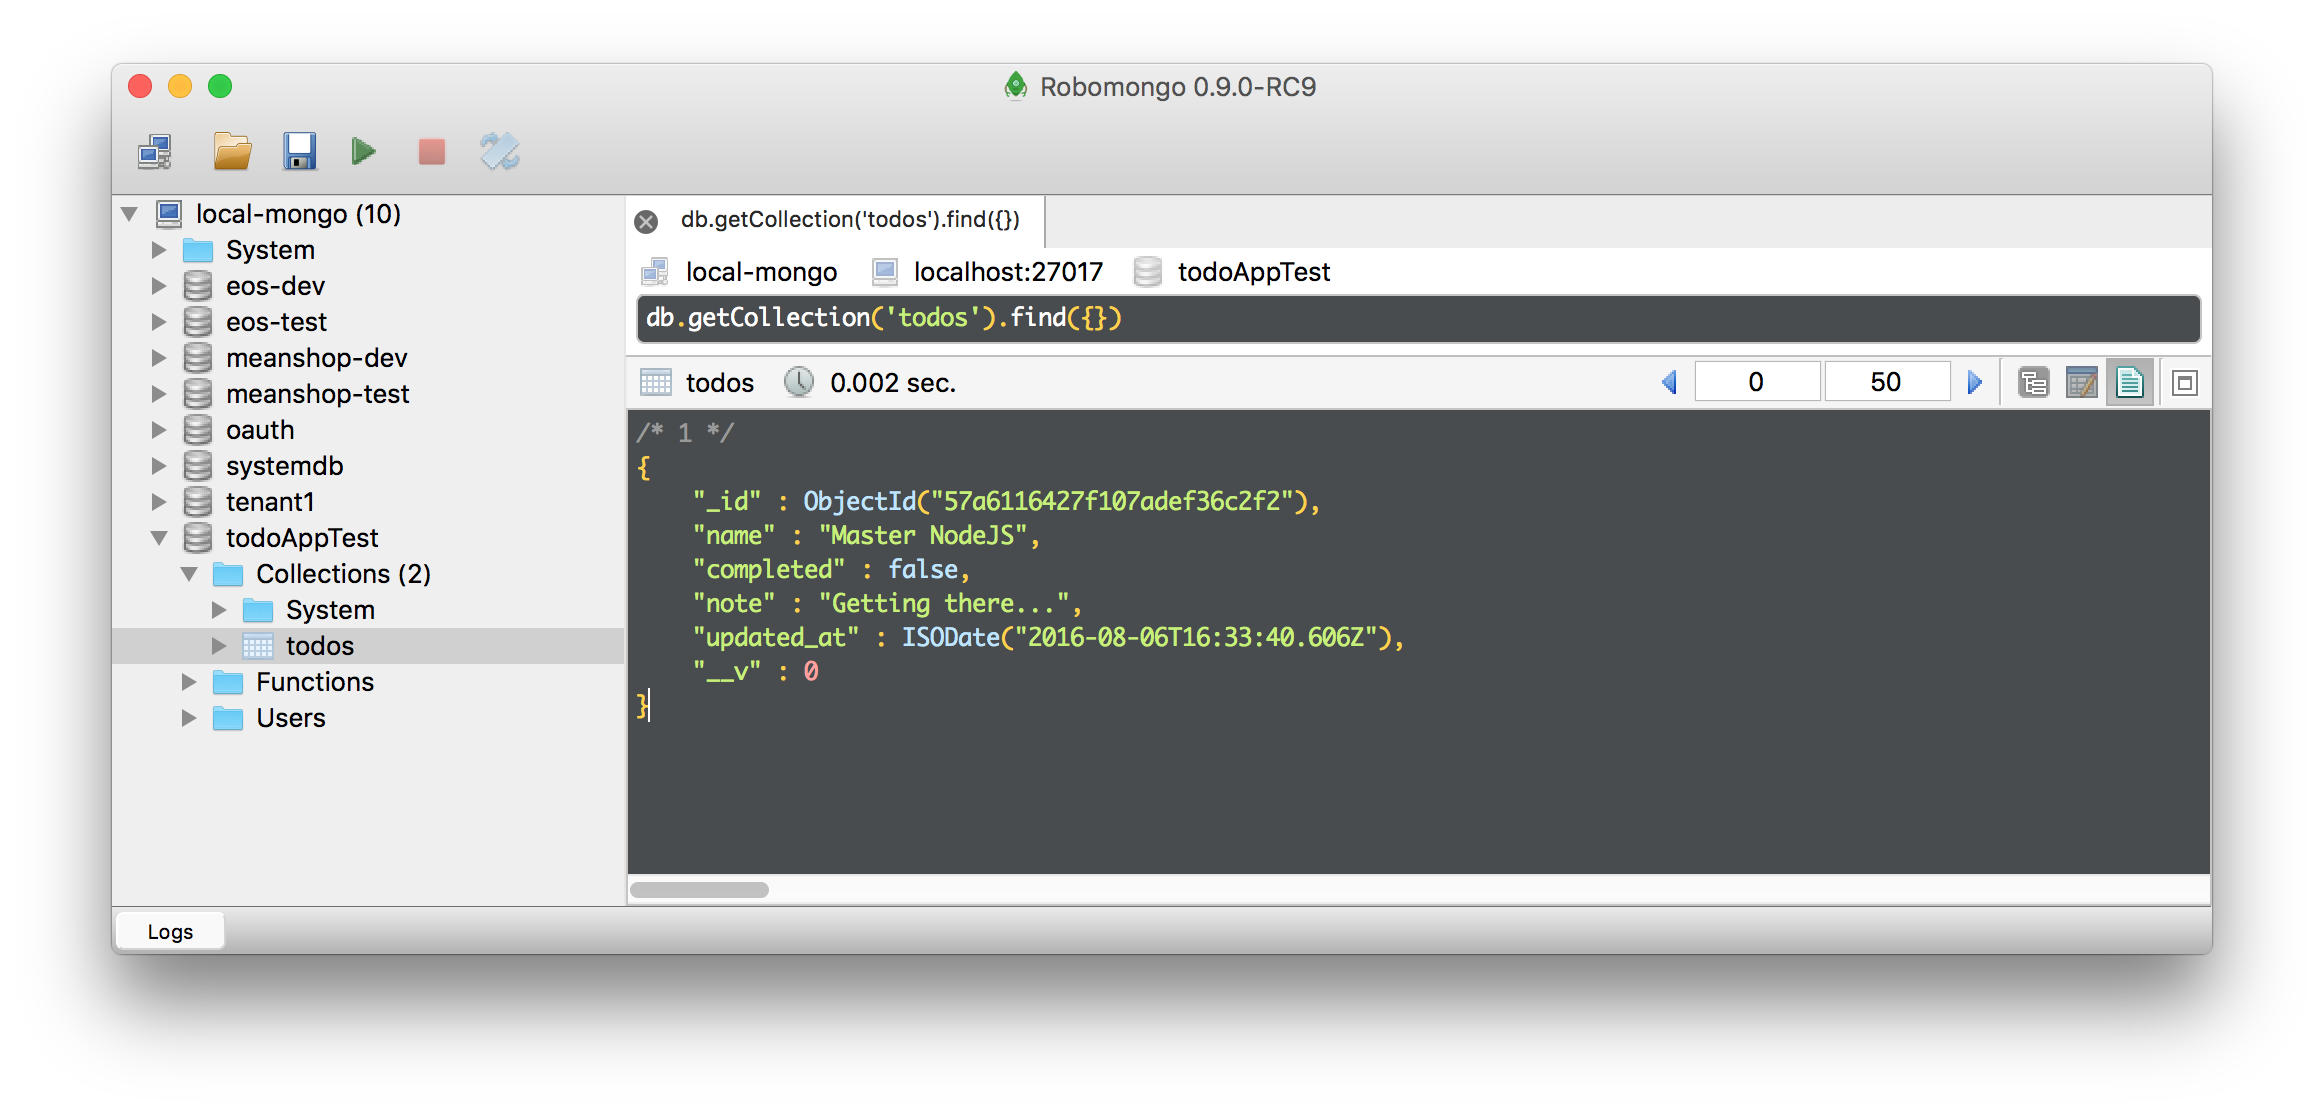 Robomongo 0.9.0-RC9
local-mongo (10)
System
eos-dev
eos-test
meanshop-dev
meanshop-test
oauth
systemdb
tenant1
todoAppTest
Collections (2)
System
todos
Functions
Users
db.getCollection('todos').find({})
local-mongo localhost:27017 todoAppTest
db.getCollection('todos').find({})
todos 0.002 sec. 0 50
/* 1 */
{
    "_id" : ObjectId("57a6116427f107adef36c2f2"),
    "name" : "Master NodeJS",
    "completed" : false,
    "note" : "Getting there...",
    "updated_at" : ISODate("2016-08-06T16:33:40.606Z"),
    "__v" : 0
}
Logs